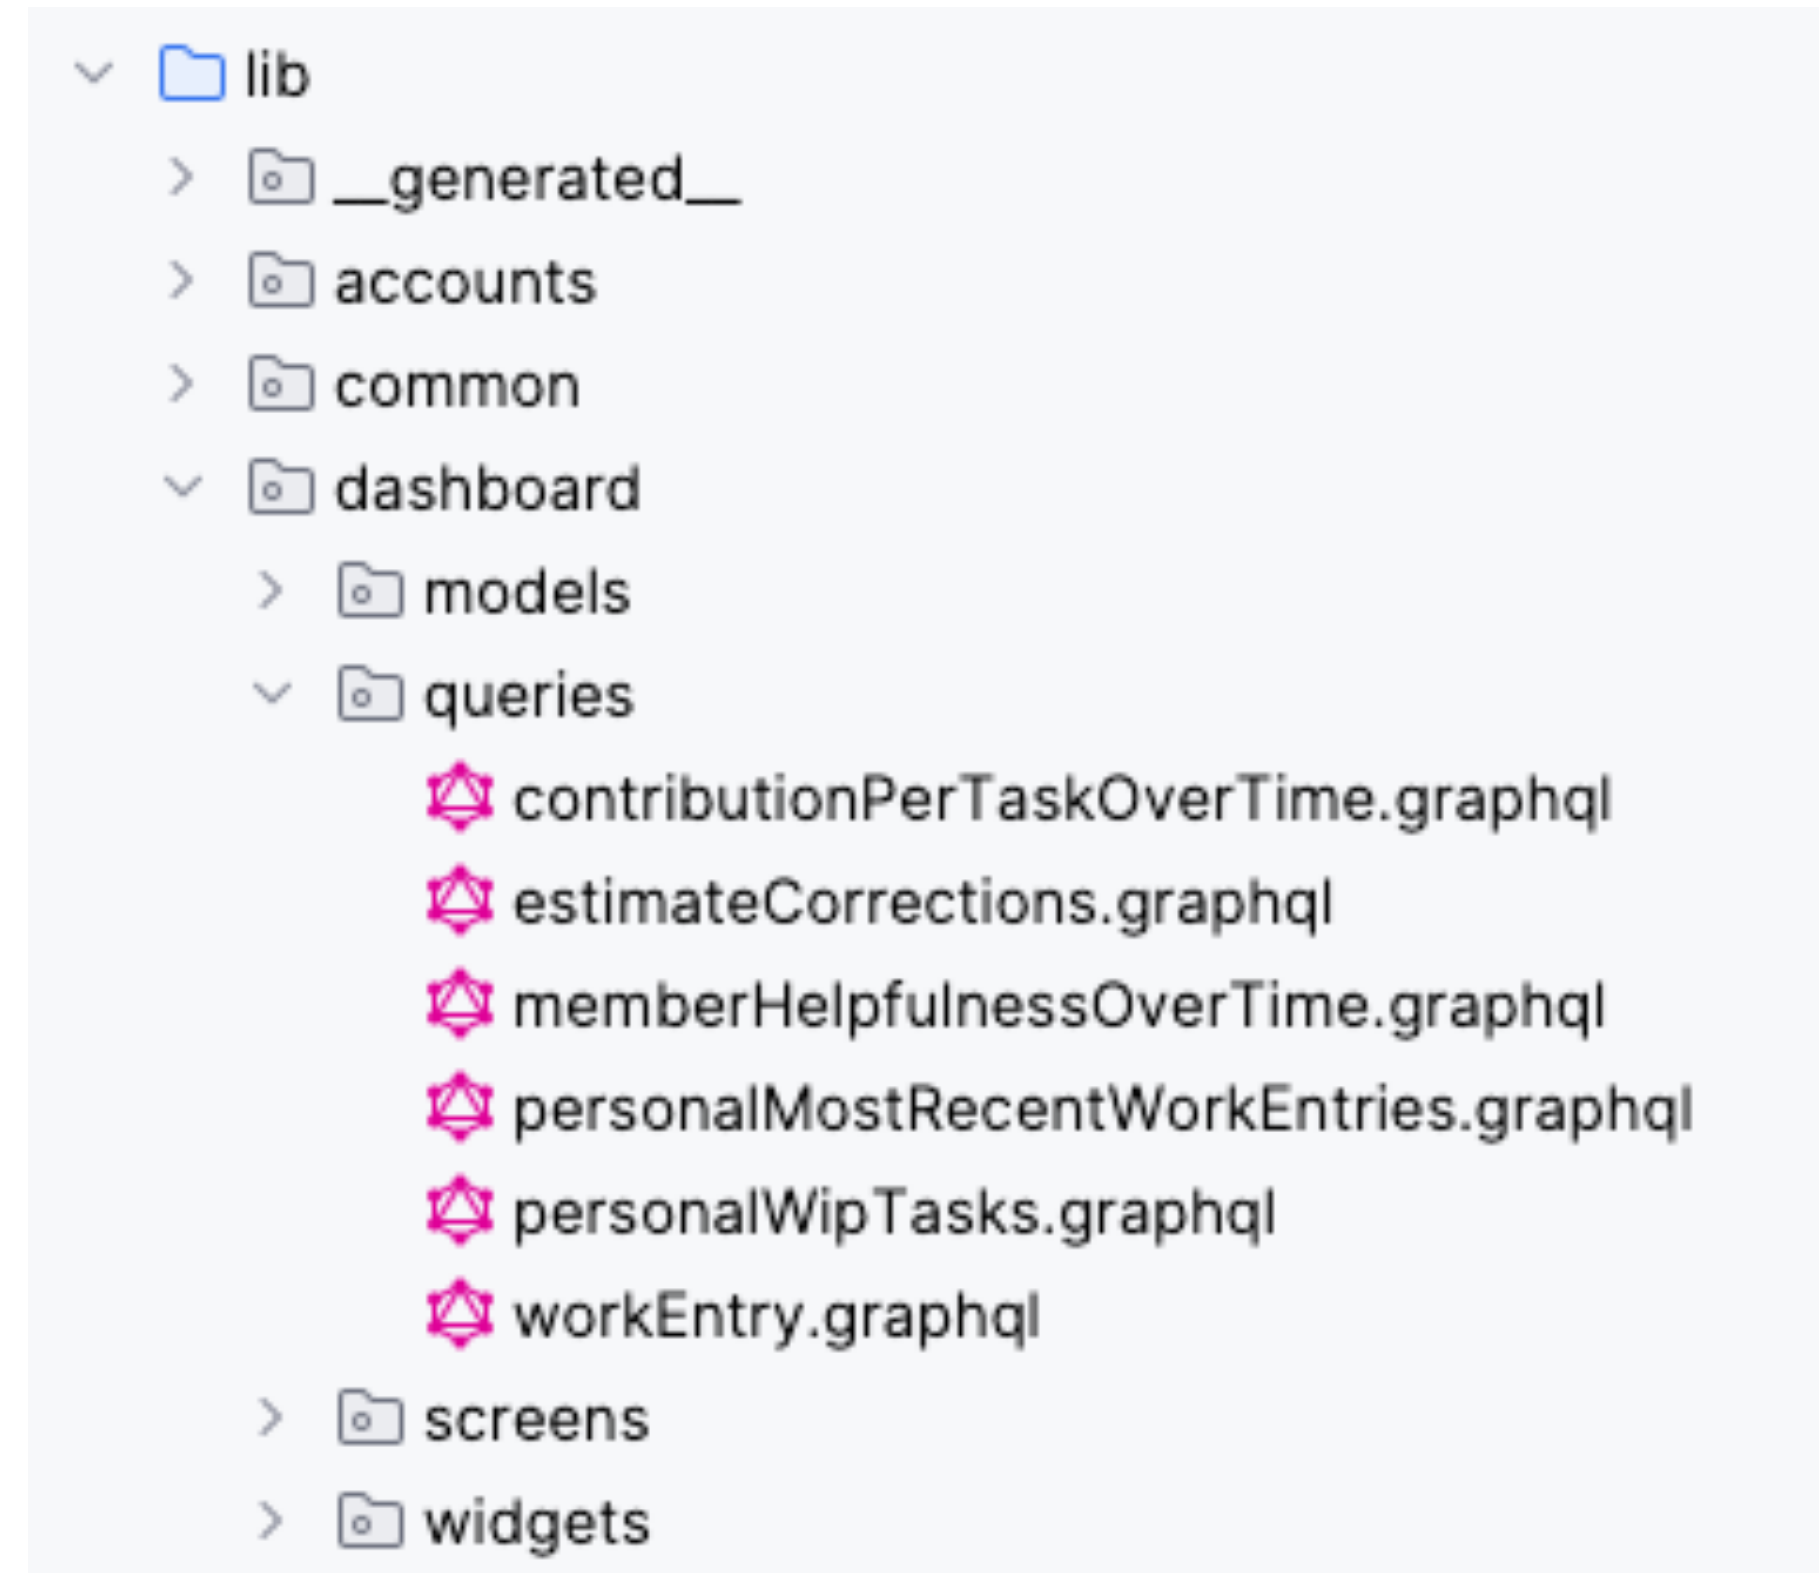 lib
__generated__
accounts
common
dashboard
models
queries
contributionPerTaskOverTime.graphql
estimateCorrections.graphql
memberHelpfulnessOverTime.graphql
personalMostRecentWorkEntries.graphql
personalWipTasks.graphql
workEntry.graphql
screens
widgets